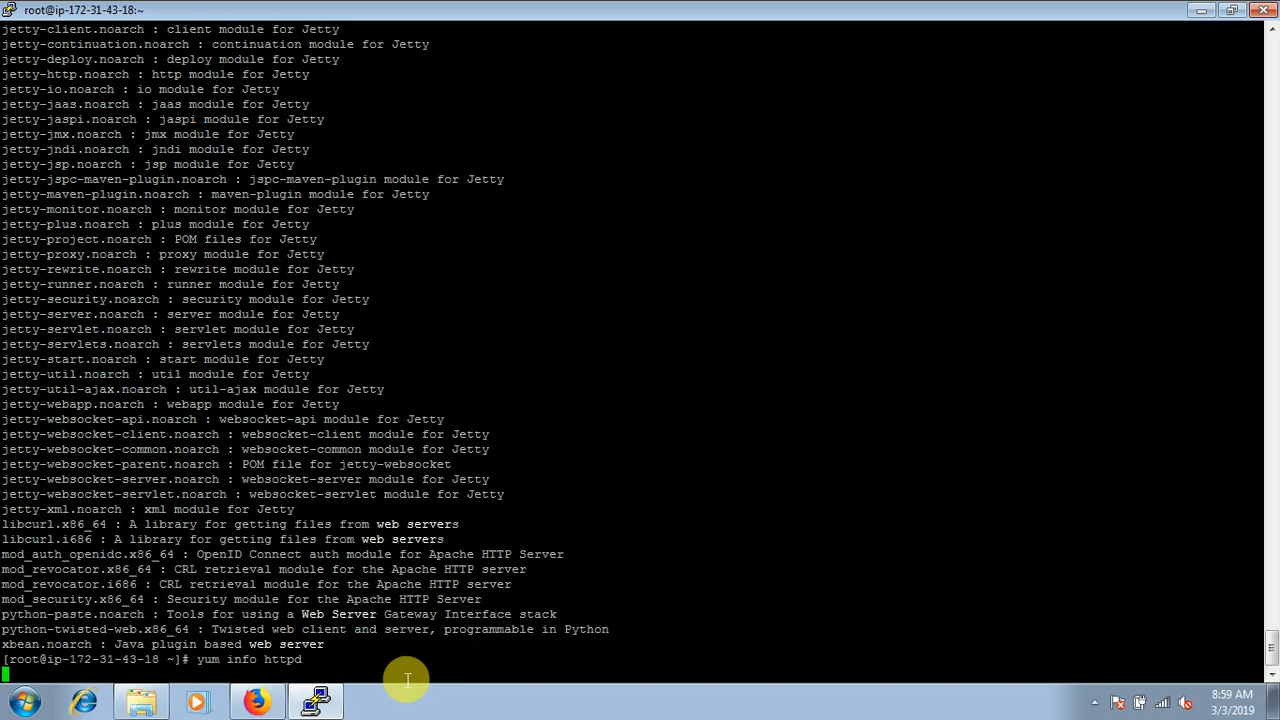 root@ip-172-31-43-18:~
jetty-client.noarch : client module for Jetty
jetty-continuation.noarch : continuation module for Jetty
jetty-deploy.noarch : deploy module for Jetty
jetty-http.noarch : http module for Jetty
jetty-io.noarch : io module for Jetty
jetty-jaas.noarch : jaas module for Jetty
jetty-jaspi.noarch : jaspi module for Jetty
jetty-jmx.noarch : jmx module for Jetty
jetty-jndi.noarch : jndi module for Jetty
jetty-jsp.noarch : jsp module for Jetty
jetty-jspc-maven-plugin.noarch : jspc-maven-plugin module for Jetty
jetty-maven-plugin.noarch : maven-plugin module for Jetty
jetty-monitor.noarch : monitor module for Jetty
jetty-plus.noarch : plus module for Jetty
jetty-project.noarch : POM files for Jetty
jetty-proxy.noarch : proxy module for Jetty
jetty-rewrite.noarch : rewrite module for Jetty
jetty-runner.noarch : runner module for Jetty
jetty-security.noarch : security module for Jetty
jetty-server.noarch : server module for Jetty
jetty-servlet.noarch : servlet module for Jetty
jetty-servlets.noarch : servlets module for Jetty
jetty-start.noarch : start module for Jetty
jetty-util.noarch : util module for Jetty
jetty-util-ajax.noarch : util-ajax module for Jetty
jetty-webapp.noarch : webapp module for Jetty
jetty-websocket-api.noarch : websocket-api module for Jetty
jetty-websocket-client.noarch : websocket-client module for Jetty
jetty-websocket-common.noarch : websocket-common module for Jetty
jetty-websocket-parent.noarch : POM file for jetty-websocket
jetty-websocket-server.noarch : websocket-server module for Jetty
jetty-websocket-servlet.noarch : websocket-servlet module for Jetty
jetty-xml.noarch : xml module for Jetty
libcurl.x86_64 : A library for getting files from web servers
libcurl.i686 : A library for getting files from web servers
mod_auth_openidc.x86_64 : OpenID Connect auth module for Apache HTTP Server
mod_revocator.x86_64 : CRL retrieval module for the Apache HTTP server
mod_revocator.i686 : CRL retrieval module for the Apache HTTP server
mod_security.x86_64 : Security module for the Apache HTTP Server
python-paste.noarch : Tools for using a Web Server Gateway Interface stack
python-twisted-web.x86_64 : Twisted web client and server, programmable in Python
xbean.noarch : Java plugin based web server
[root@ip-172-31-43-18 ~]# yum info httpd
8:59 AM
3/3/2019